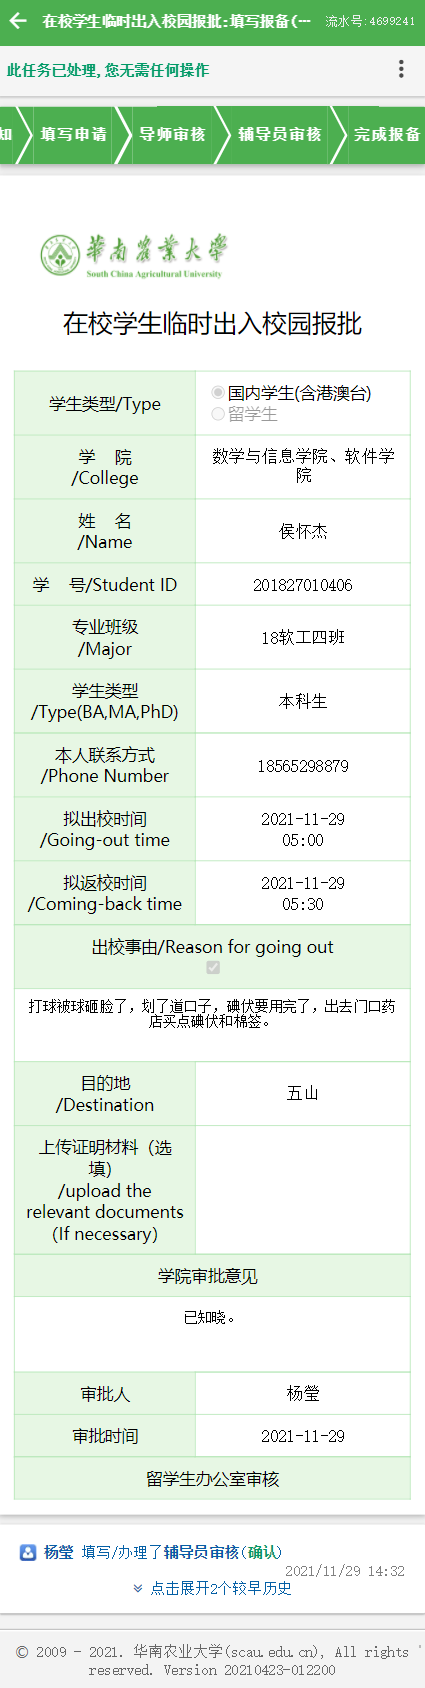 在校学生临时出入校园报批:填写报备(…
流水号:4699241
此任务已处理,您无需任何操作
知
填写申请
导师审核
辅导员审核
完成报备
華南農業大學
South China Agricultural University
在校学生临时出入校园报批
学生类型/Type
国内学生(含港澳台)
留学生
学 院
/College
数学与信息学院、软件学
院
姓 名
/Name
侯怀杰
学 号/Student ID
201827010406
专业班级
/Major
18软工四班
学生类型
/Type(BA,MA,PhD)
本科生
本人联系方式
/Phone Number
18565298879
拟出校时间
/Going-out time
2021-11-29
05:00
拟返校时间
/Coming-back time
2021-11-29
05:30
出校事由/Reason for going out
打球被球砸脸了，划了道口子，碘伏要用完了，出去门口药
店买点碘伏和棉签。
目的地
/Destination
五山
上传证明材料（选
填）
/upload the
relevant documents
（If necessary）
学院审批意见
已知晓。
审批人
杨瑩
审批时间
2021-11-29
留学生办公室审核
杨瑩 填写/办理了辅导员审核(确认)
2021/11/29 14:32
点击展开2个较早历史
© 2009 - 2021. 华南农业大学(scau.edu.cn), All rights
reserved. Version 20210423-012200